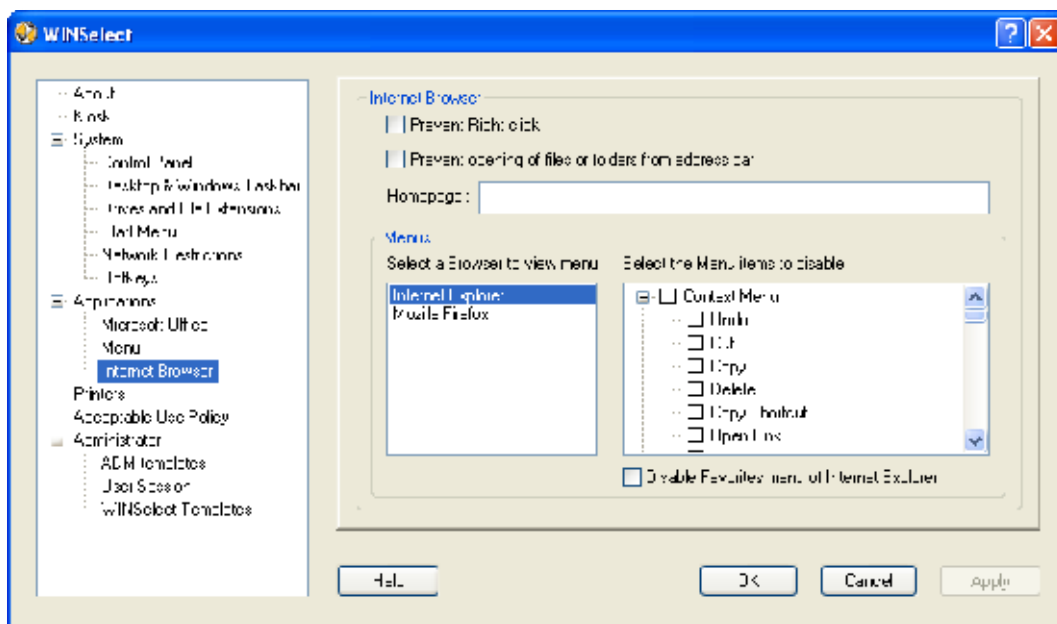 WINSelect
About
Kiosk
System
Control Panel
Desktop & Windows Taskbar
Drives and File Extensions
Start Menu
Network Restrictions
Hotkeys
Applications
Microsoft Office
Menu
Internet Browser
Printers
Acceptable Use Policy
Administrator
ADM templates
User Session
WINSelect Templates
Internet Browser
Prevent Right click
Prevent opening of files or folders from address bar
Homepage :
Menus
Select a Browser to view menu
Internet Explorer
Mozilla Firefox
Select the Menu items to disable
Context Menu
Undo
Cut
Copy
Delete
Copy Shortcut
Open Link
Disable Favorites menu of Internet Explorer
Help
OK
Cancel
Apply